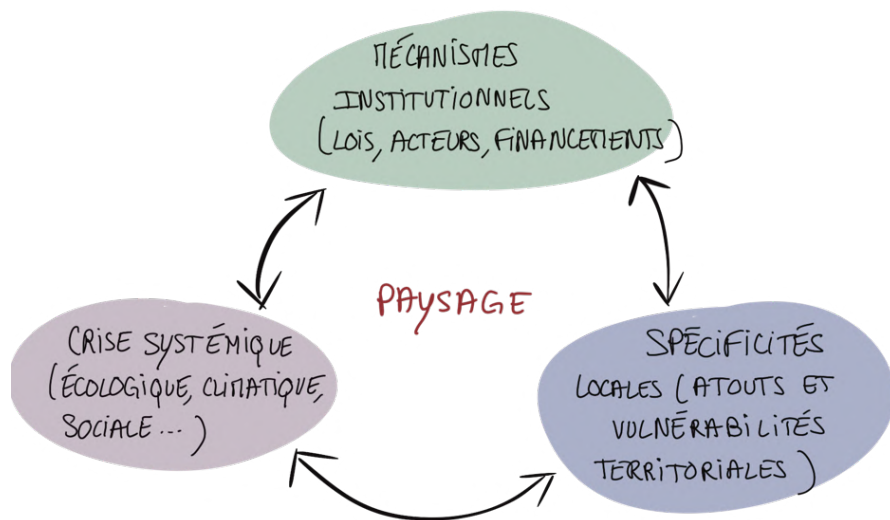 MÉCANISMES
INSTITUTIONNELS
(LOIS, ACTEURS, FINANCEMENTS)
PAYSAGE
CRISE SYSTÉMIQUE
(ÉCOLOGIQUE, CLIMATIQUE,
SOCIALE...)
SPÉCIFICITÉS
LOCALES (ATOUTS ET
VULNÉRABILITÉS
TERRITORIALES)